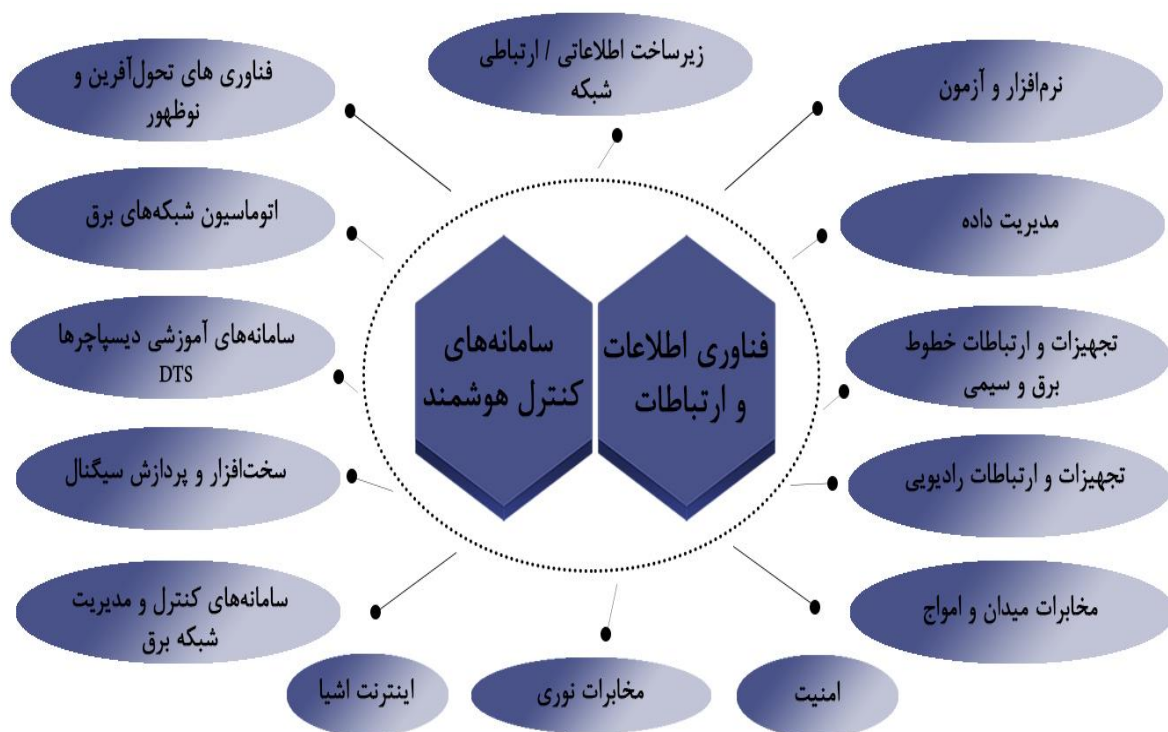 زیرساخت اطلاعاتی / ارتباطی
شبکه
نرم‌افزار و آزمون
مدیریت داده
تجهیزات و ارتباطات خطوط
برق و سیمی
تجهیزات و ارتباطات رادیویی
مخابرات میدان و امواج
امنیت
مخابرات نوری
اینترنت اشیا
سامانه‌های کنترل و مدیریت
شبکه برق
سخت‌افزار و پردازش سیگنال
سامانه‌های آموزشی دیسپاچرها
DTS
اتوماسیون شبکه‌های برق
فناوری های تحول‌آفرین و
نوظهور
فناوری اطلاعات
و ارتباطات
سامانه‌های
کنترل هوشمند